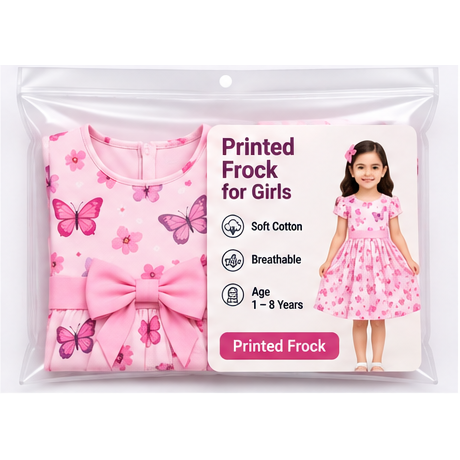 Printed
Frock
for Girls
Soft Cotton
Breathable
Age
1 – 8 Years
Printed Frock